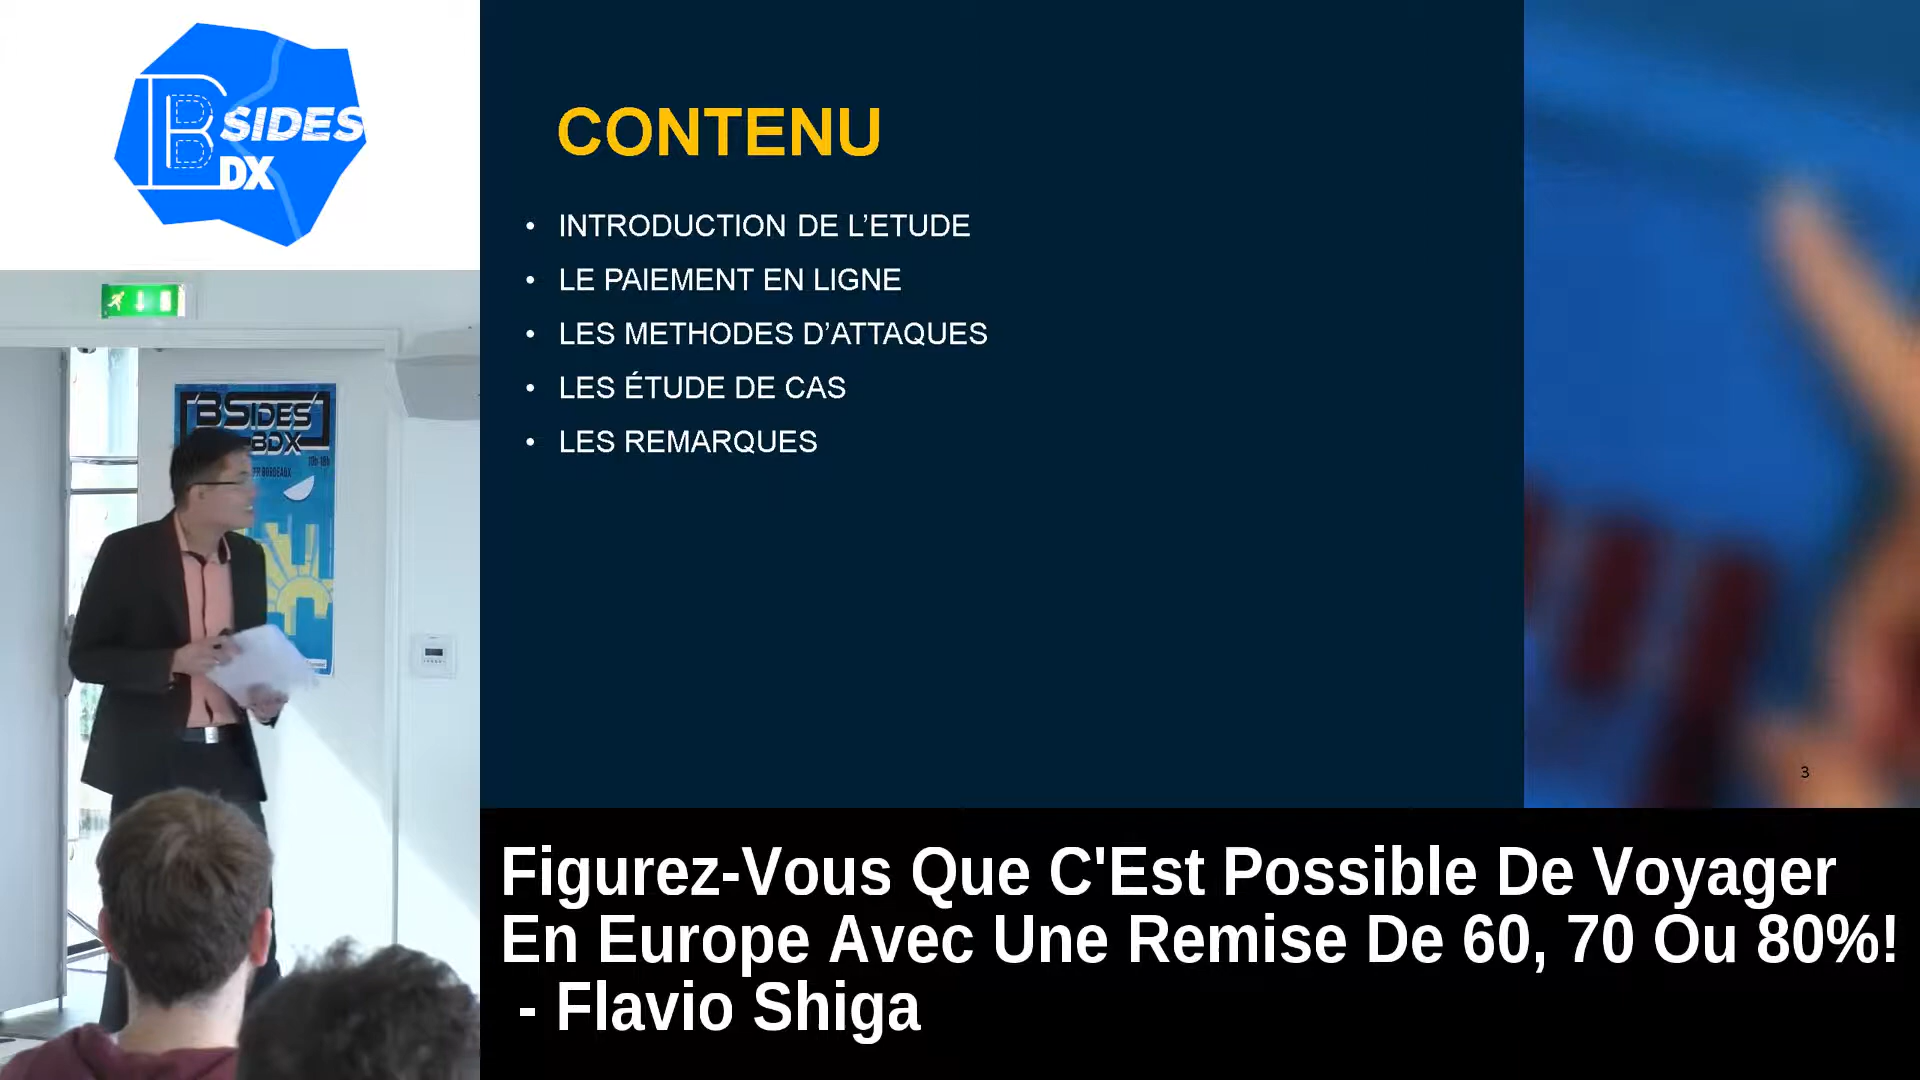 BSIDES
DX
CONTENU
• INTRODUCTION DE L’ETUDE
• LE PAIEMENT EN LIGNE
• LES METHODES D’ATTAQUES
• LES ÉTUDE DE CAS
• LES REMARQUES
3
BSIDES
BDX
BORDEAUX
Figurez-Vous Que C'Est Possible De Voyager
En Europe Avec Une Remise De 60, 70 Ou 80%!
- Flavio Shiga